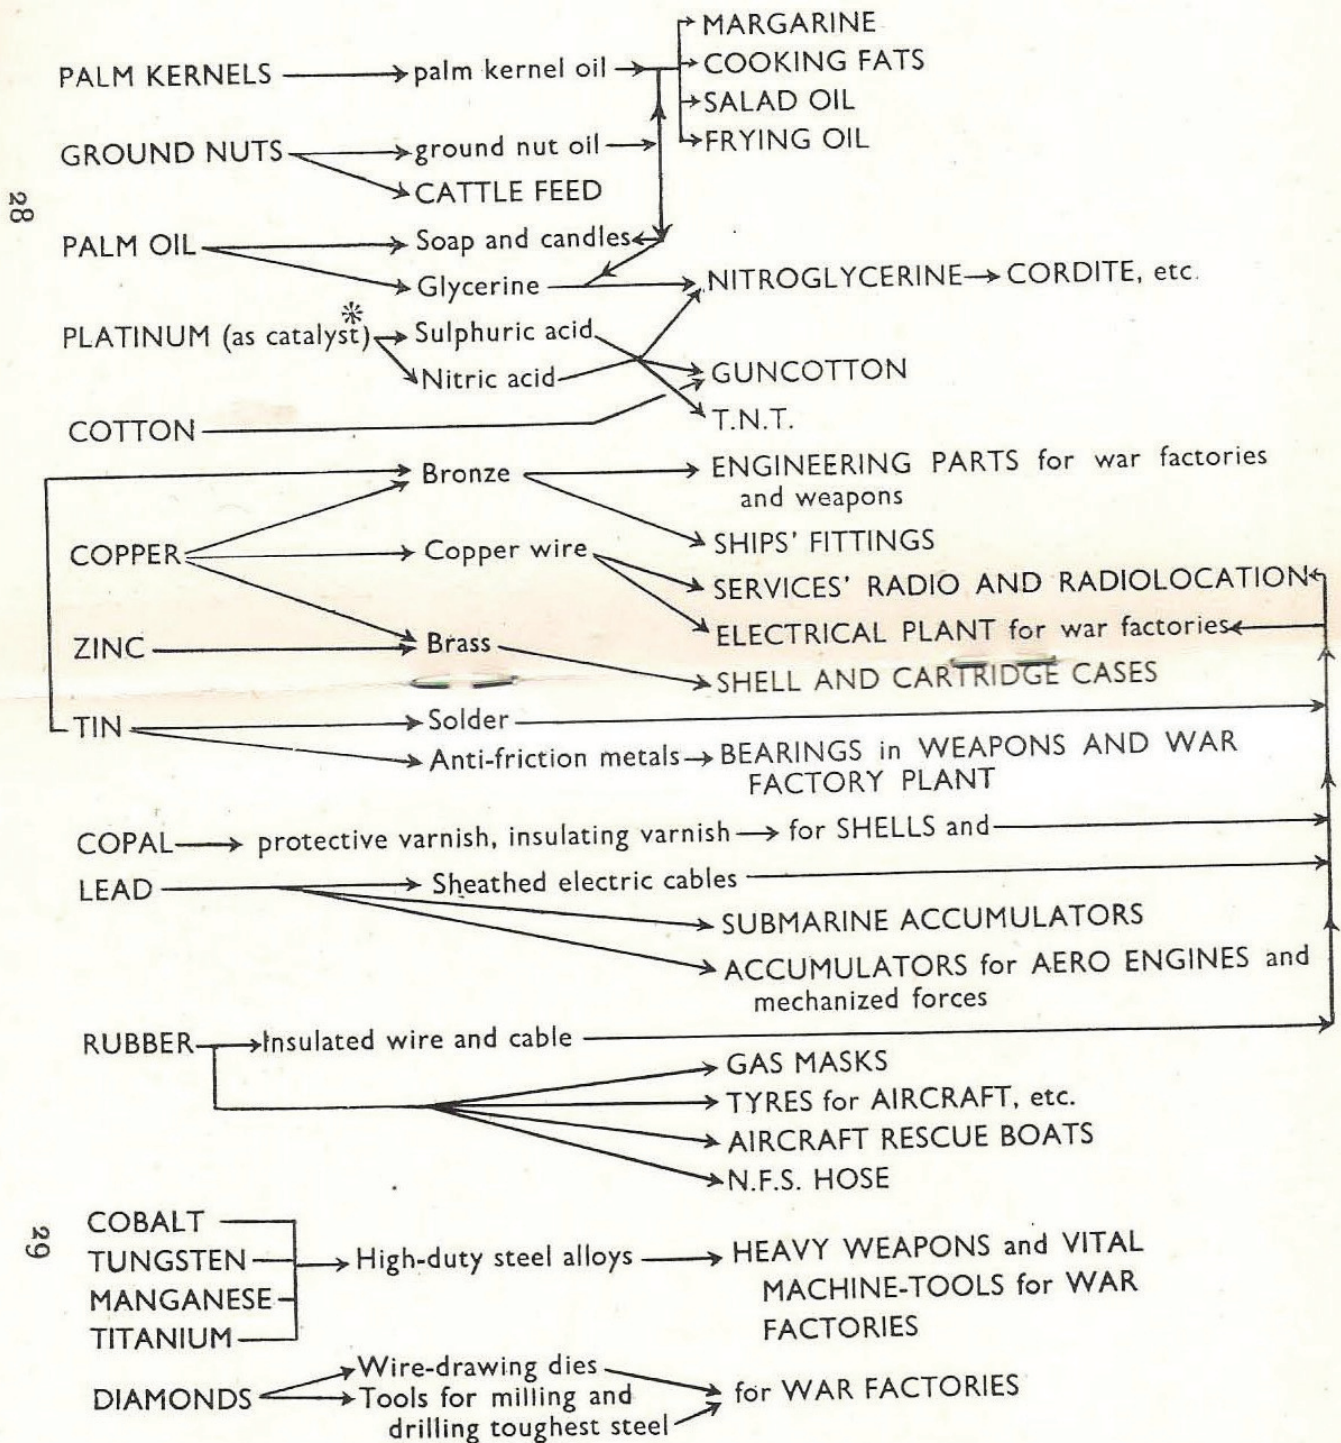 MARGARINE
PALM KERNELS palm kernel oil COOKING FATS
SALAD OIL
GROUND NUTS ground nut oil FRYING OIL
CATTLE FEED
28
PALM OIL Soap and candles
Glycerine NITROGLYCERINE CORDITE, etc.
PLATINUM (as catalyst)* Sulphuric acid
Nitric acid GUNCOTTON
COTTON T.N.T.
Bronze ENGINEERING PARTS for war factories
and weapons
SHIPS' FITTINGS
COPPER Copper wire
SERVICES' RADIO AND RADIOLOCATION
ELECTRICAL PLANT for war factories
ZINC Brass
SHELL AND CARTRIDGE CASES
TIN Solder
Anti-friction metals BEARINGS in WEAPONS AND WAR
FACTORY PLANT
COPAL protective varnish, insulating varnish for SHELLS and
LEAD Sheathed electric cables
SUBMARINE ACCUMULATORS
ACCUMULATORS for AERO ENGINES and
mechanized forces
RUBBER Insulated wire and cable
GAS MASKS
TYRES for AIRCRAFT, etc.
AIRCRAFT RESCUE BOATS
N.F.S. HOSE
29
COBALT
TUNGSTEN High-duty steel alloys HEAVY WEAPONS and VITAL
MANGANESE MACHINE-TOOLS for WAR
TITANIUM FACTORIES
Wire-drawing dies
DIAMONDS Tools for milling and for WAR FACTORIES
drilling toughest steel